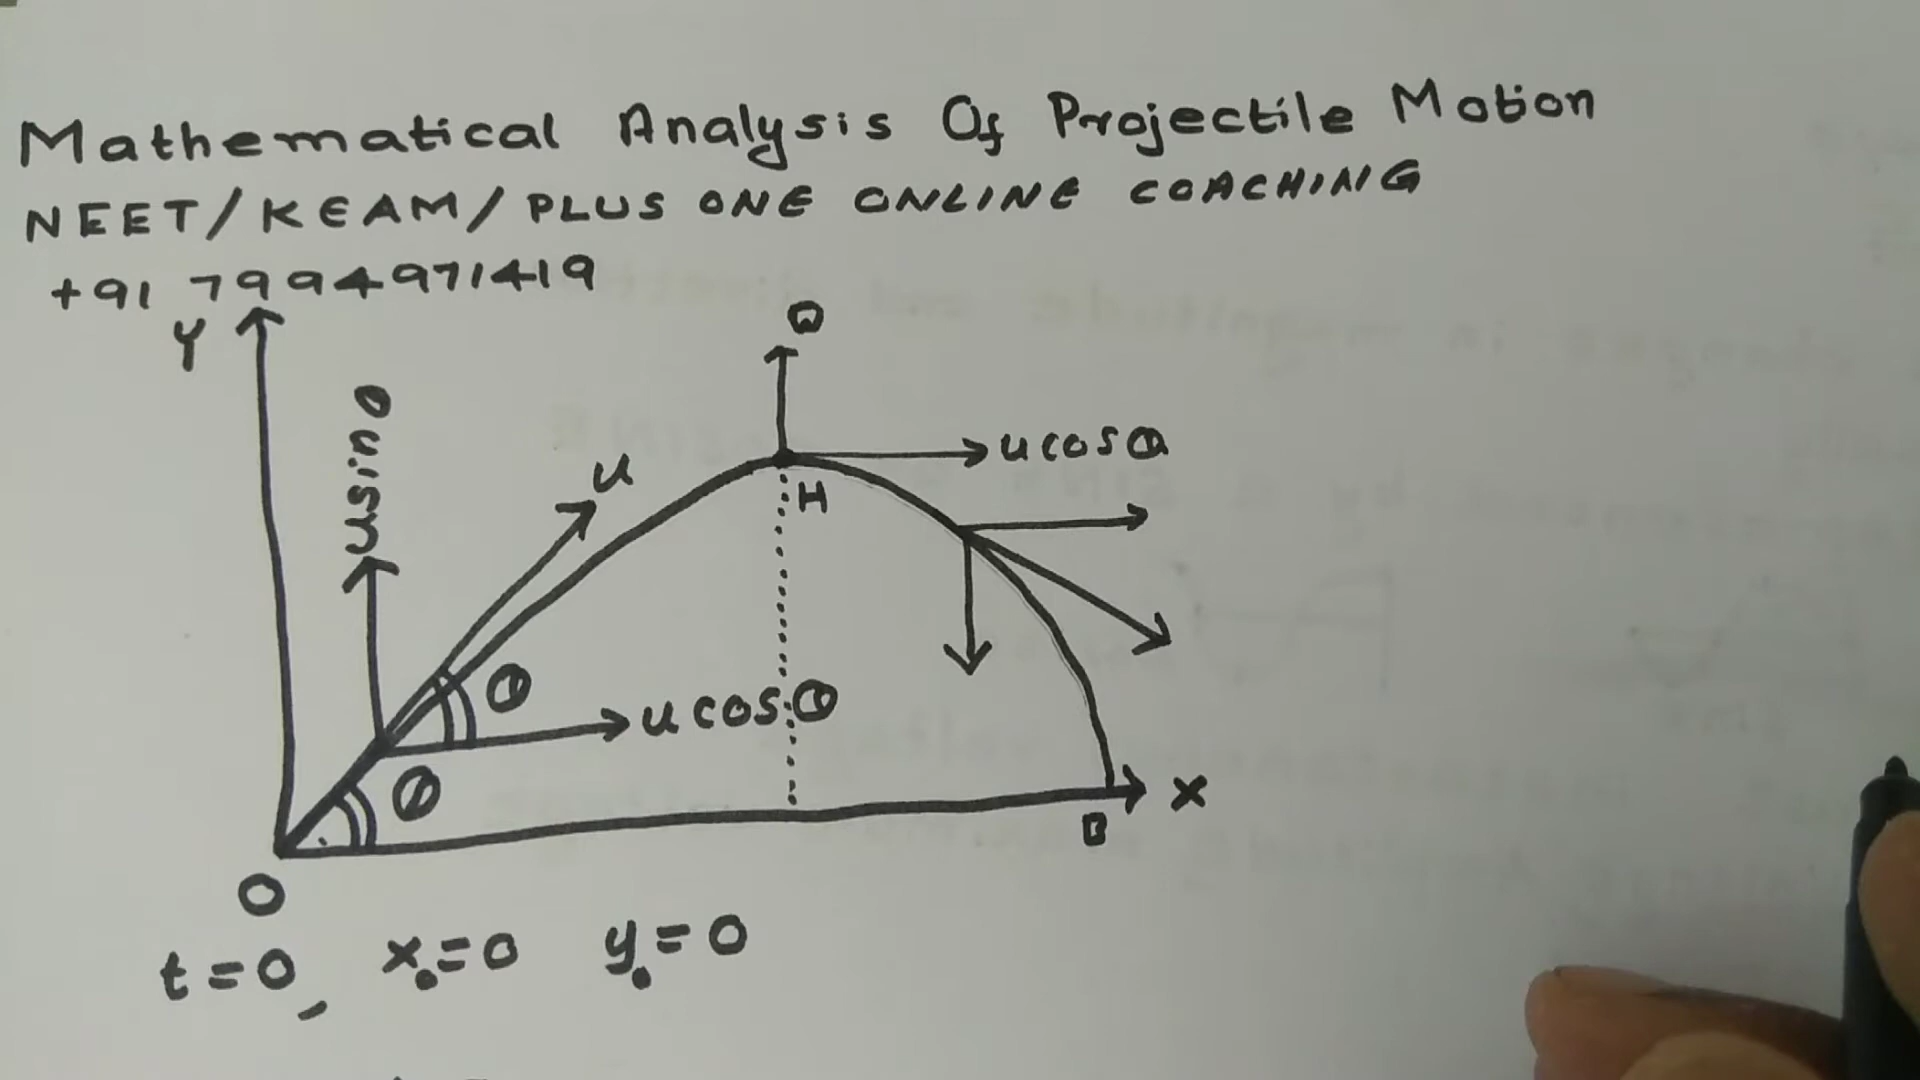 Mathematical Analysis Of Projectile Motion
NEET/KEAM/PLUS ONE ONLINE COACHING
+91 7994971419
Y
usinθ
u
θ
ucosθ
θ
H
ucosθ
X
B
O
t=0, x₀=0 y₀=0